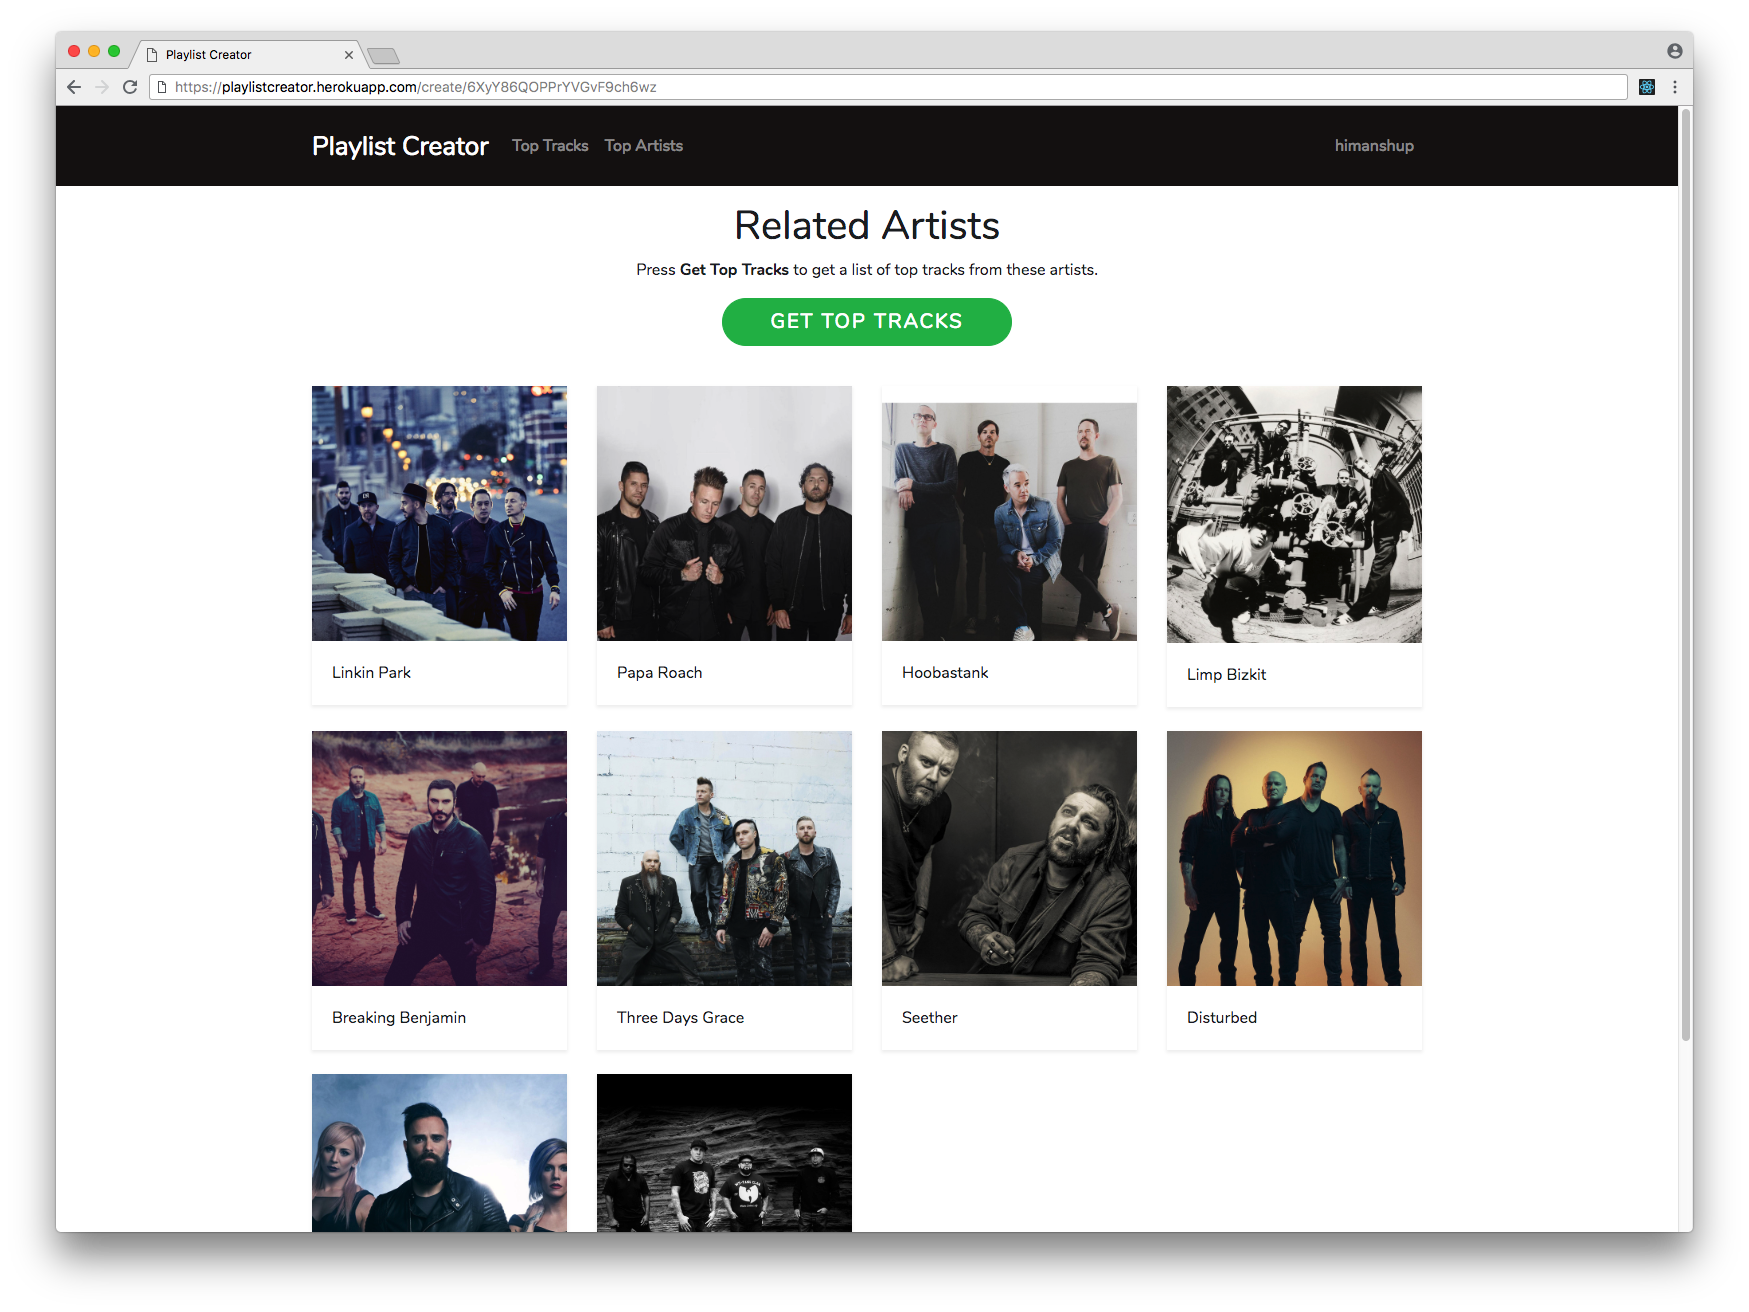 Playlist Creator
https://playlistcreator.herokuapp.com/create/6XyY86QOPPrYVGvF9ch6wz
Playlist Creator Top Tracks Top Artists himanshup
Related Artists
Press Get Top Tracks to get a list of top tracks from these artists.
GET TOP TRACKS
Linkin Park
Papa Roach
Hoobastank
Limp Bizkit
Breaking Benjamin
Three Days Grace
Seether
Disturbed